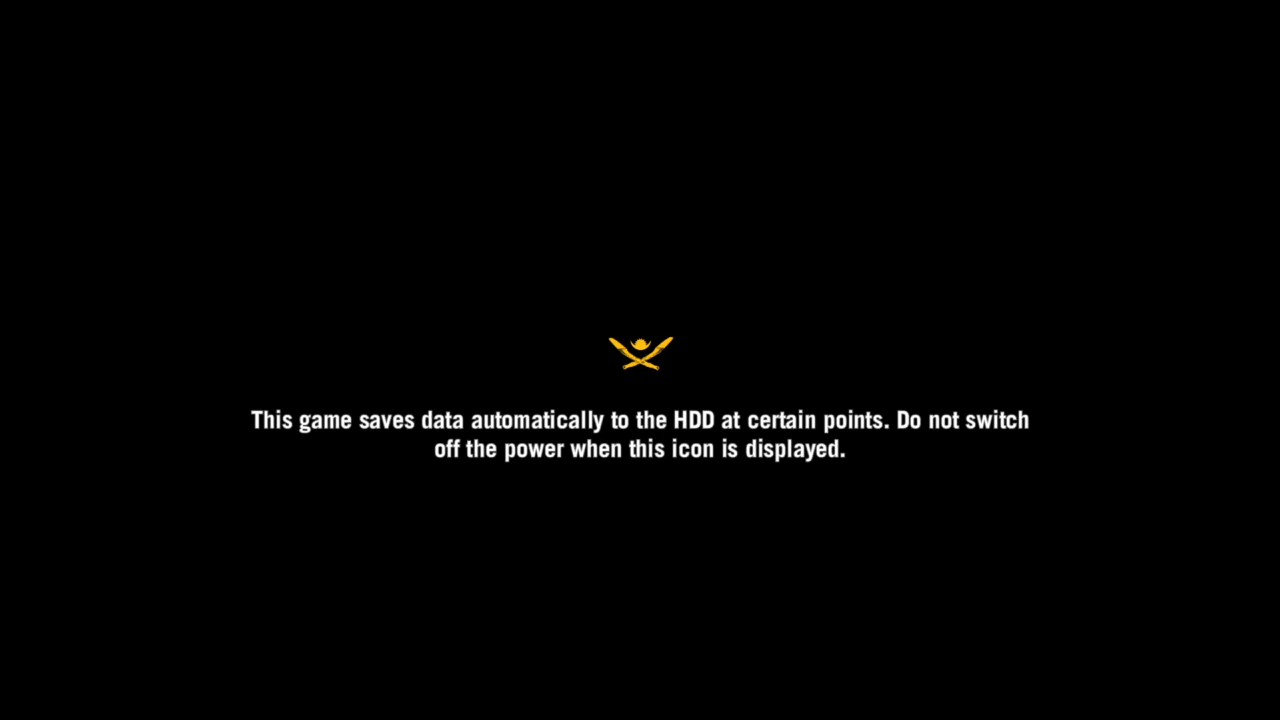 This game saves data automatically to the HDD at certain points. Do not switch
off the power when this icon is displayed.